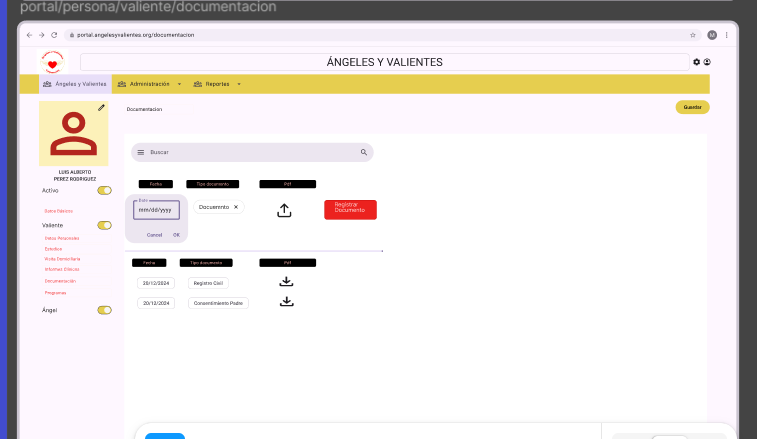 portal/persona/valiente/documentacion
portal.angelesyvalientes.org/documentacion
M
ÁNGELES Y VALIENTES
Ángeles y Valientes
Administración
Reportes
Documentacion
Guardar
Buscar
LUIS ALBERTO
PEREZ RODRIGUEZ
Activo
Datos Básicos
Valiente
Datos Personales
Estudios
Visita Domiciliaria
Informes Clínicos
Documentación
Programas
Ángel
Fecha
Tipo documento
Pdf
Date
mm/dd/yyyy
Cancel
OK
Docuemnto
Registrar
Documento
Fecha
Tipo documento
Pdf
20/12/2024
Registro Civil
20/12/2024
Consentimiento Padre